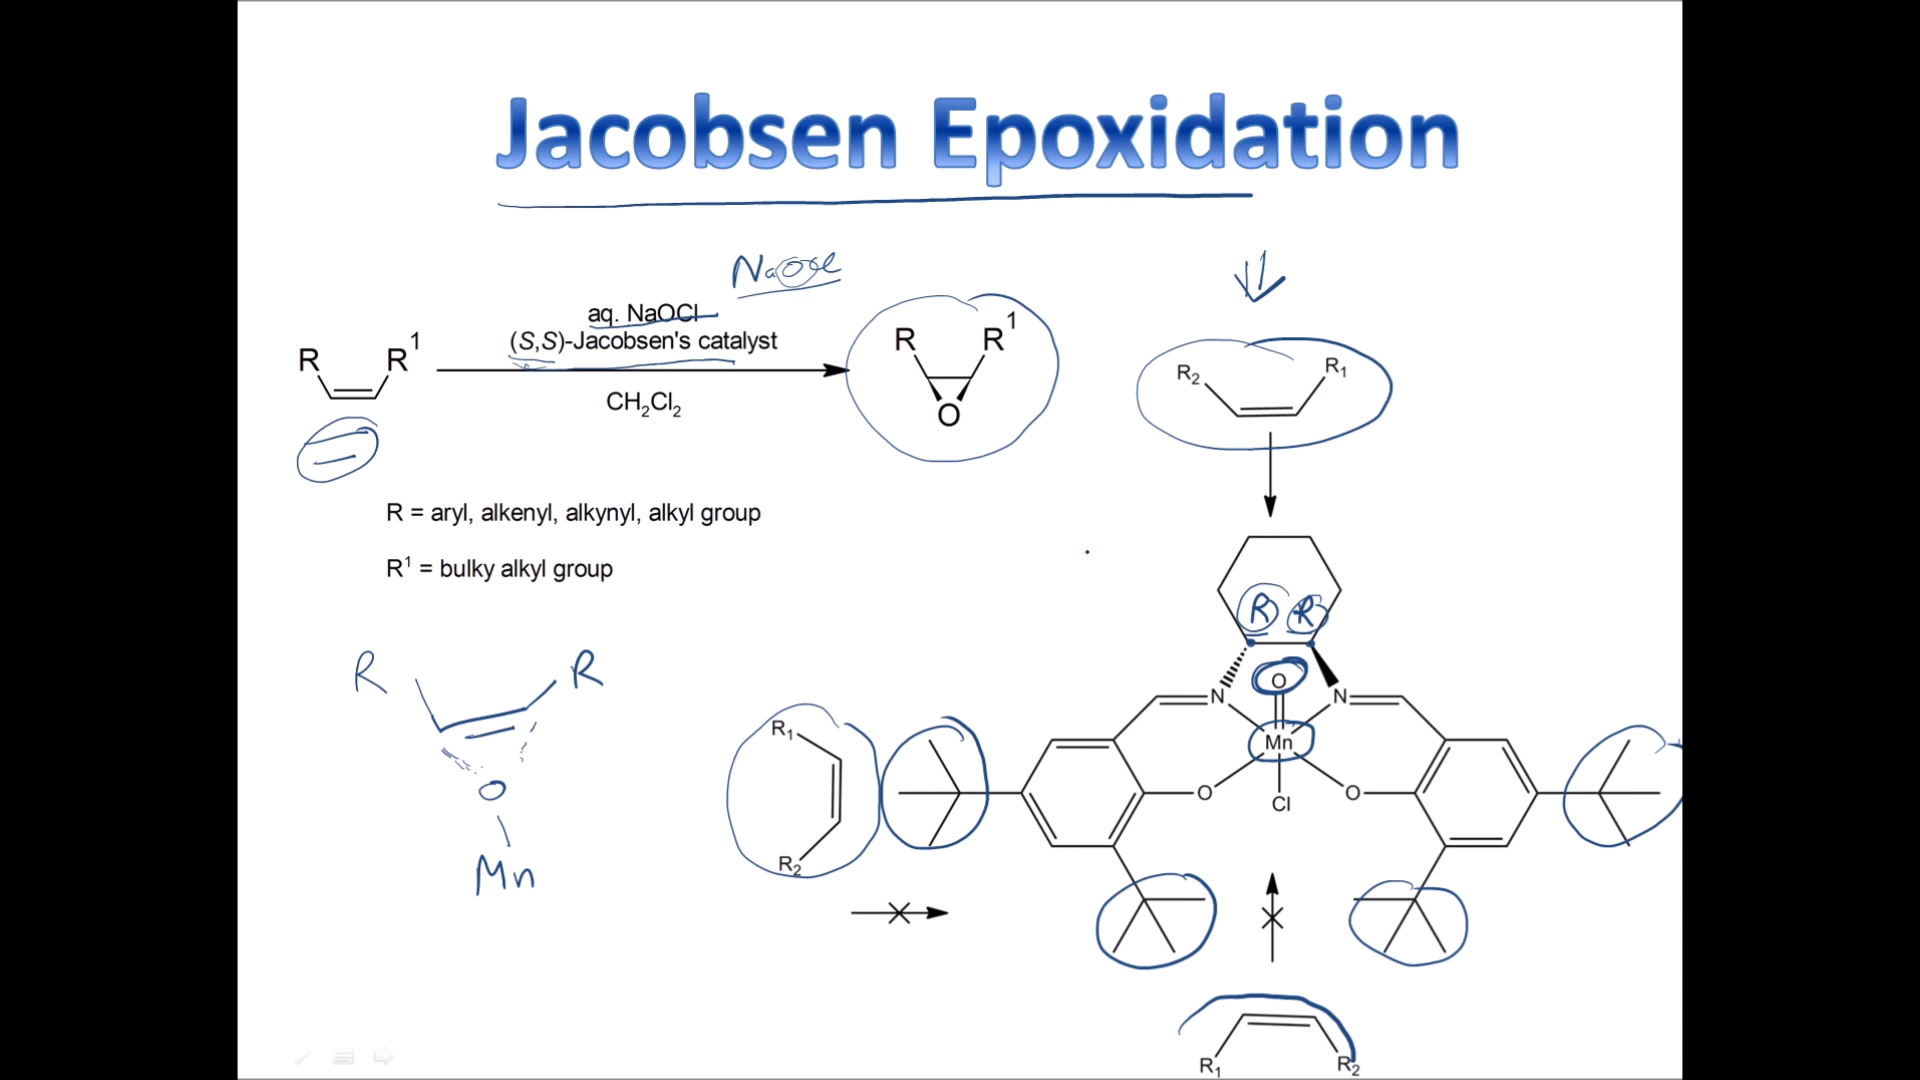 Jacobsen Epoxidation
NaOCl
aq. NaOCl
(S,S)-Jacobsen's catalyst
CH2Cl2
R R1
R R1
O
R2 R1
R = aryl, alkenyl, alkynyl, alkyl group
R1 = bulky alkyl group
R R
R R
O
N N
R1
Mn
O
O O
Cl
R2
Mn
R1 R2